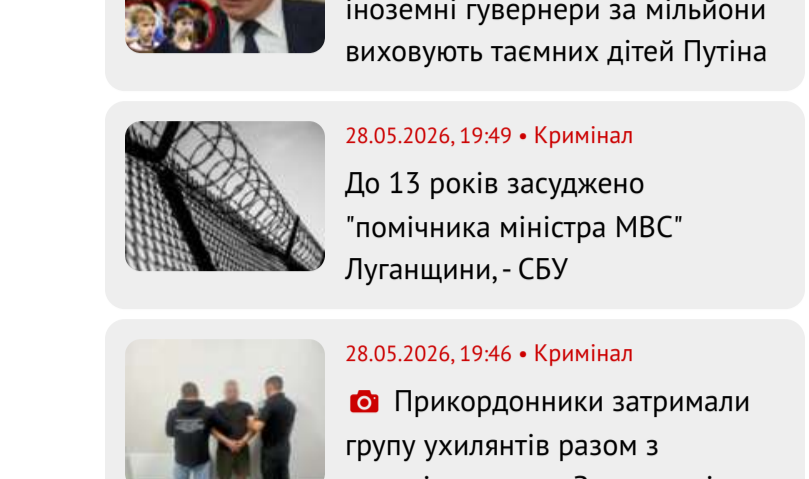 іноземні гувернери за мільйони
виховують таємних дітей Путіна
28.05.2026, 19:49 • Кримінал
До 13 років засуджено
"помічника міністра МВС"
Луганщини, - СБУ
28.05.2026, 19:46 • Кримінал
Прикордонники затримали
групу ухилянтів разом з